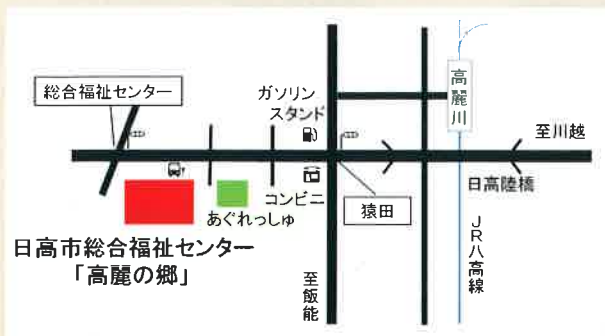 総合福祉センター
ガソリン
スタンド
高麗川
至川越
コンビニ
あぐれっしゅ
猿田
日高陸橋
日高市総合福祉センター
「高麗の郷」
至飯能
JR八高線